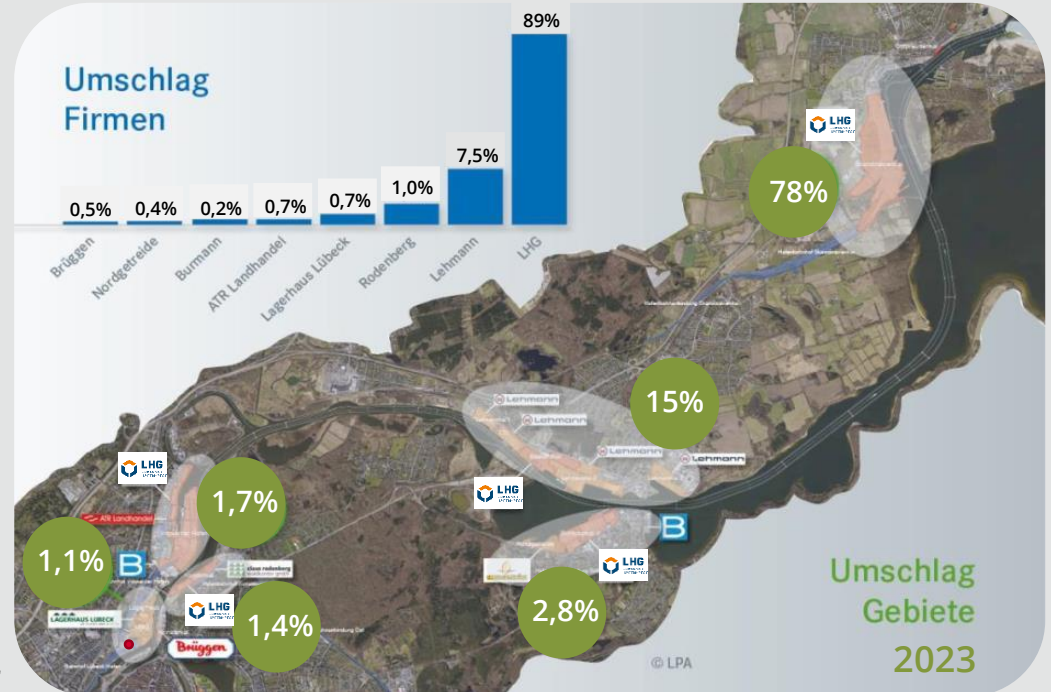 Umschlag
Firmen
0,5%
0,4%
0,2%
0,7%
0,7%
1,0%
7,5%
89%
Brüggen
Nordgetreide
Burmann
ATR Landhandel
Lagerhaus Lübeck
Rodenberg
Lehmann
LHG
LHG
78%
15%
Lehmann
Lehmann
Lehmann
Lehmann
LHG
LHG
1,7%
ATR Landhandel
1,1%
B
claus rodenberg
LAGERHAUS LÜBECK
LHG
1,4%
Brüggen
B
LHG
2,8%
Umschlag
Gebiete
2023
© LPA